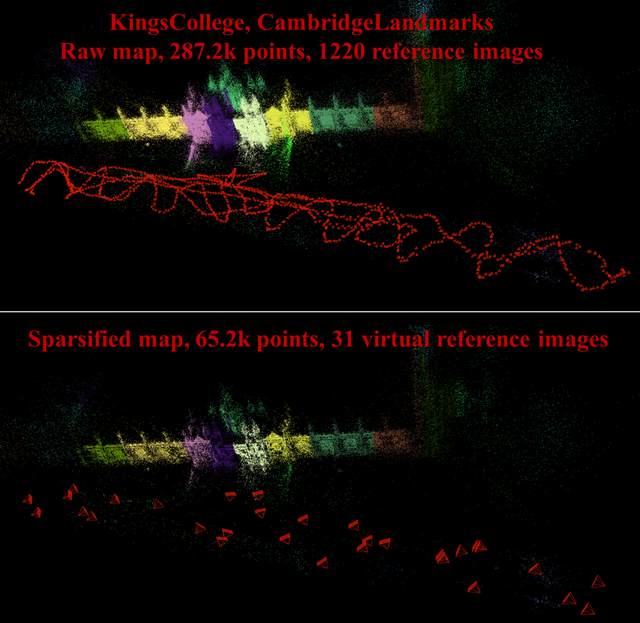 KingsCollege, CambridgeLandmarks
Raw map, 287.2k points, 1220 reference images
Sparsified map, 65.2k points, 31 virtual reference images